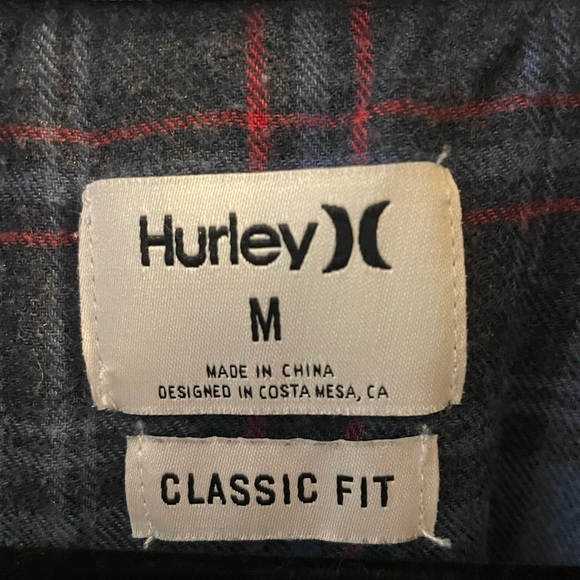 Hurley
M
MADE IN CHINA
DESIGNED IN COSTA MESA, CA
CLASSIC FIT